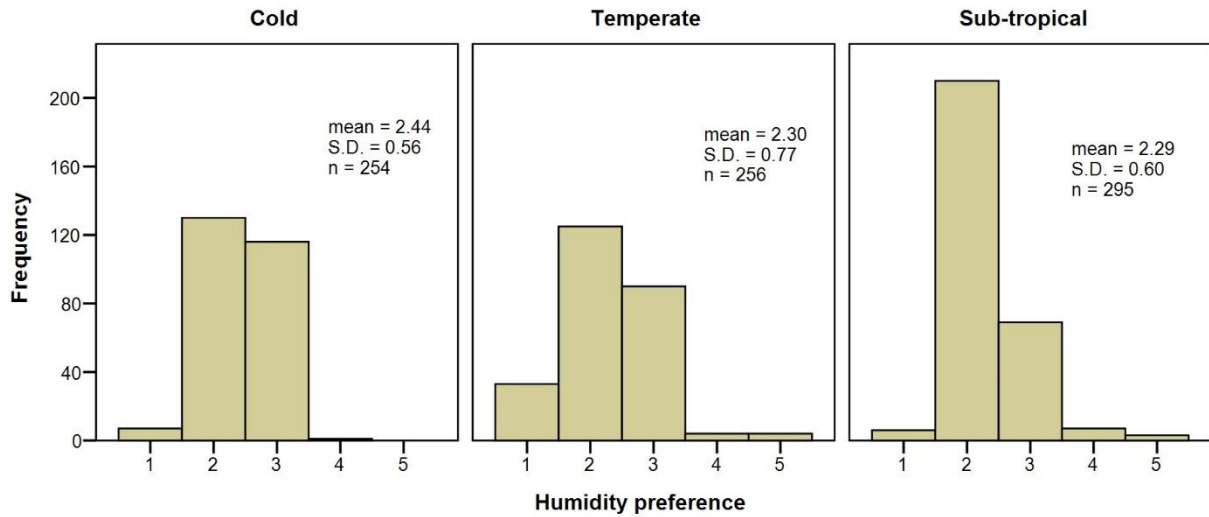 Cold
Temperate
Sub-tropical
200
160
120
80
40
0
Frequency
mean = 2.44
S.D. = 0.56
n = 254
mean = 2.30
S.D. = 0.77
n = 256
mean = 2.29
S.D. = 0.60
n = 295
1 2 3 4 5
1 2 3 4 5
1 2 3 4 5
Humidity preference